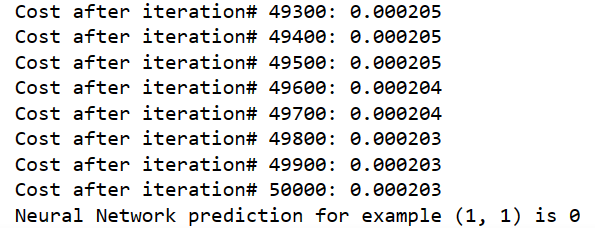 Cost after iteration# 49300: 0.000205
Cost after iteration# 49400: 0.000205
Cost after iteration# 49500: 0.000205
Cost after iteration# 49600: 0.000204
Cost after iteration# 49700: 0.000204
Cost after iteration# 49800: 0.000203
Cost after iteration# 49900: 0.000203
Cost after iteration# 50000: 0.000203
Neural Network prediction for example (1, 1) is 0